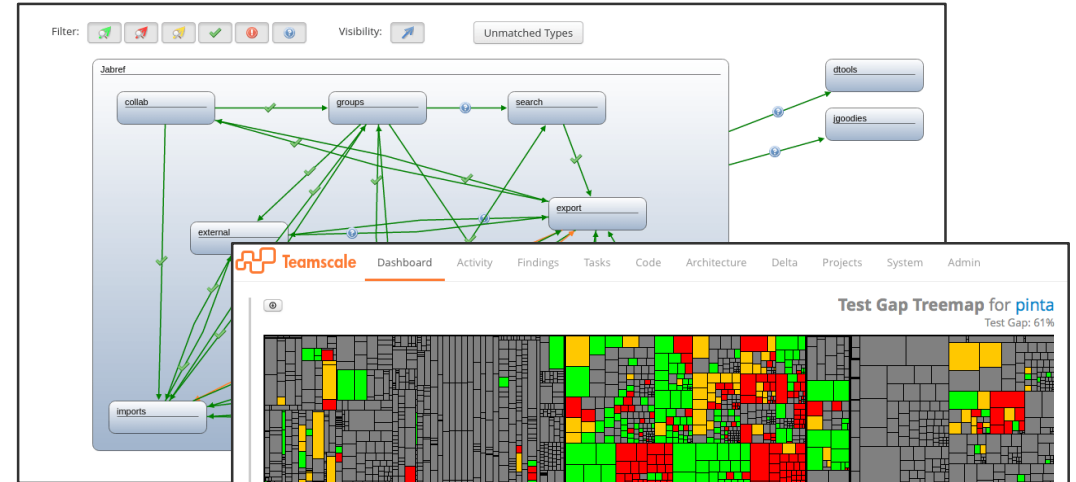 Filter:
Visibility:
Unmatched Types
Jabref
dtools
collab
groups
search
jgoodies
export
external
Teamscale
Dashboard
Activity
Findings
Tasks
Code
Architecture
Delta
Projects
System
Admin
Test Gap Treemap for pinta
Test Gap: 61%
imports